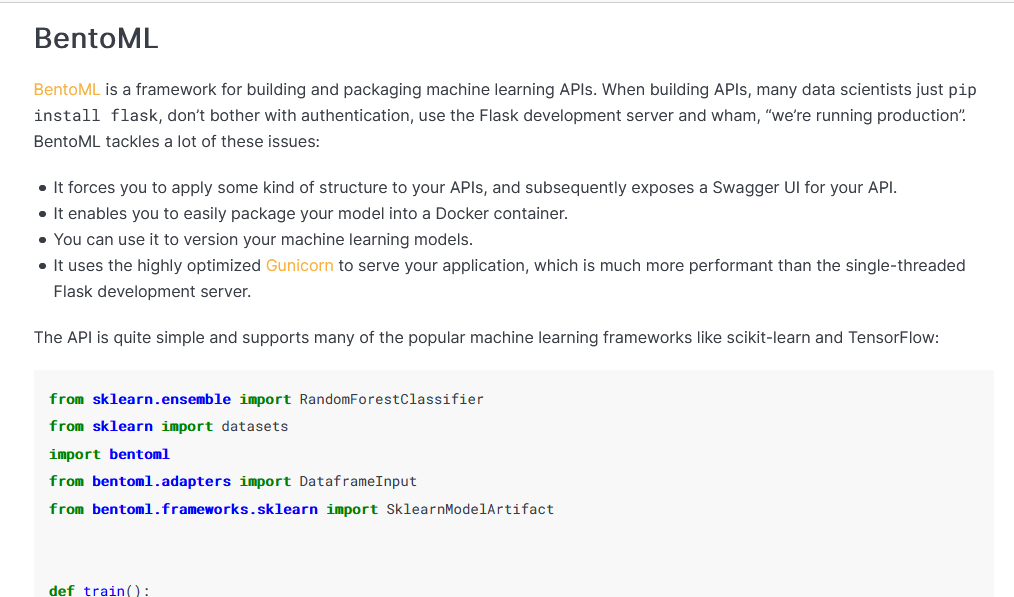 BentoML
BentoML is a framework for building and packaging machine learning APIs. When building APIs, many data scientists just pip
install flask, don’t bother with authentication, use the Flask development server and wham, “we’re running production”.
BentoML tackles a lot of these issues:
• It forces you to apply some kind of structure to your APIs, and subsequently exposes a Swagger UI for your API.
• It enables you to easily package your model into a Docker container.
• You can use it to version your machine learning models.
• It uses the highly optimized Gunicorn to serve your application, which is much more performant than the single-threaded
Flask development server.
The API is quite simple and supports many of the popular machine learning frameworks like scikit-learn and TensorFlow:
from sklearn.ensemble import RandomForestClassifier
from sklearn import datasets
import bentoml
from bentoml.adapters import DataframeInput
from bentoml.frameworks.sklearn import SklearnModelArtifact
def train():